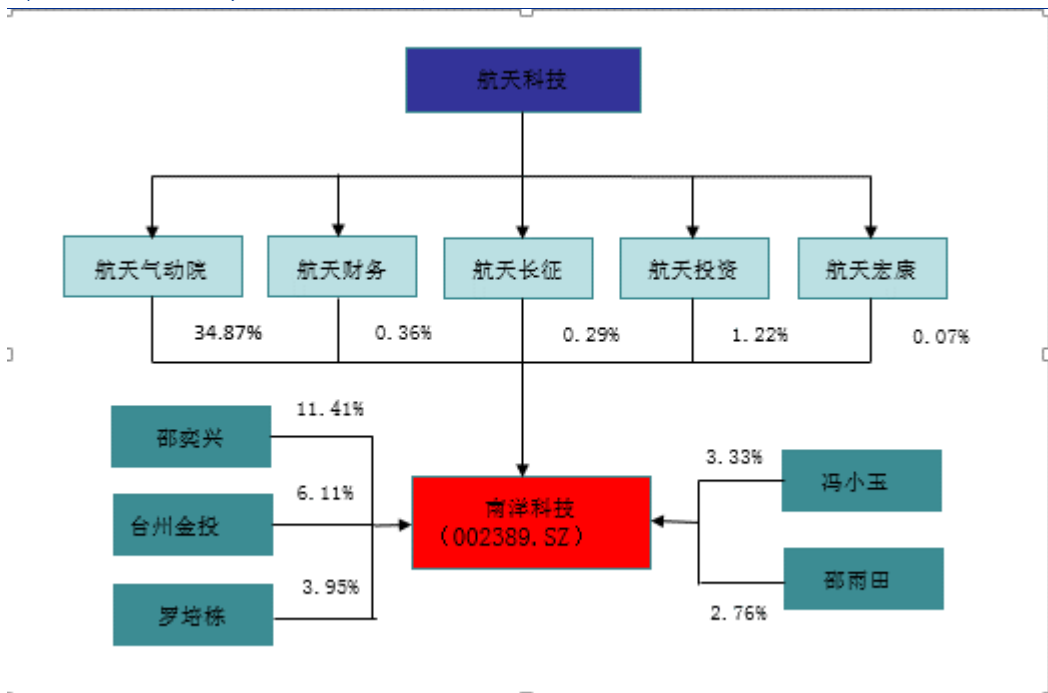 航天科技
航天气动院
航天财务
航天长征
航天投资
航天宏康
34.87%
0.36%
0.29%
1.22%
0.07%
11.41%
邵奕兴
6.11%
台州金投
3.95%
罗培栋
南洋科技
（002389.SZ）
3.33%
冯小玉
邵雨田
2.76%